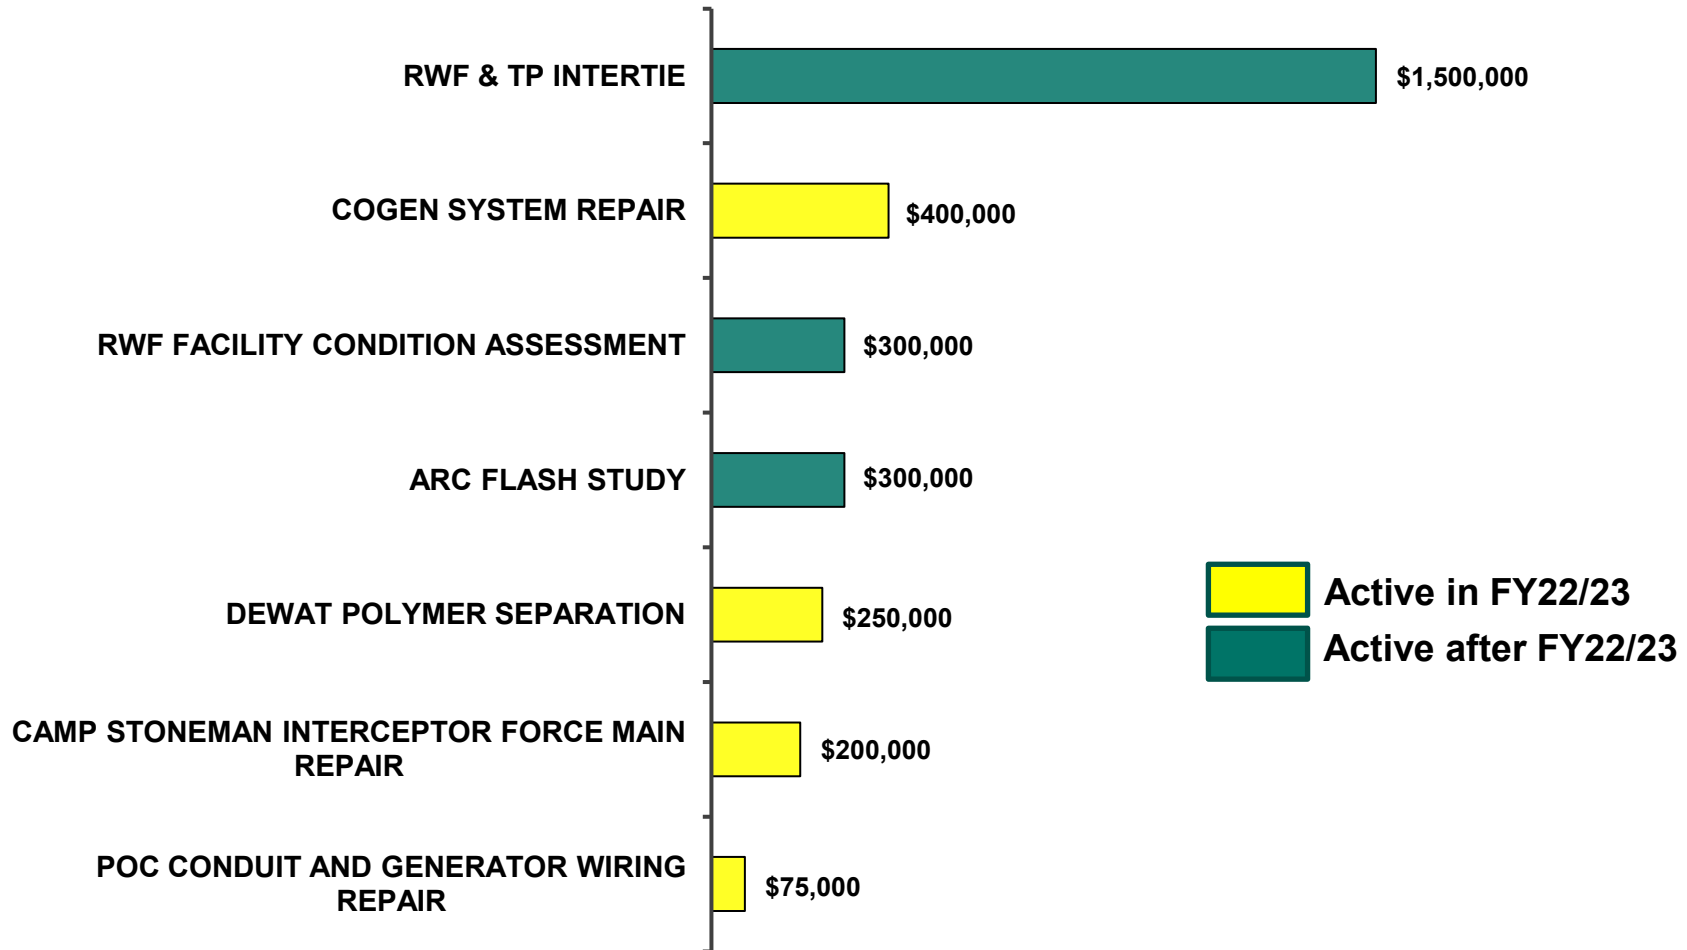 RWF & TP INTERTIE
$1,500,000
COGEN SYSTEM REPAIR
$400,000
RWF FACILITY CONDITION ASSESSMENT
$300,000
ARC FLASH STUDY
$300,000
DEWAT POLYMER SEPARATION
$250,000
Active in FY22/23
Active after FY22/23
CAMP STONEMAN INTERCEPTOR FORCE MAIN
REPAIR
$200,000
POC CONDUIT AND GENERATOR WIRING
REPAIR
$75,000